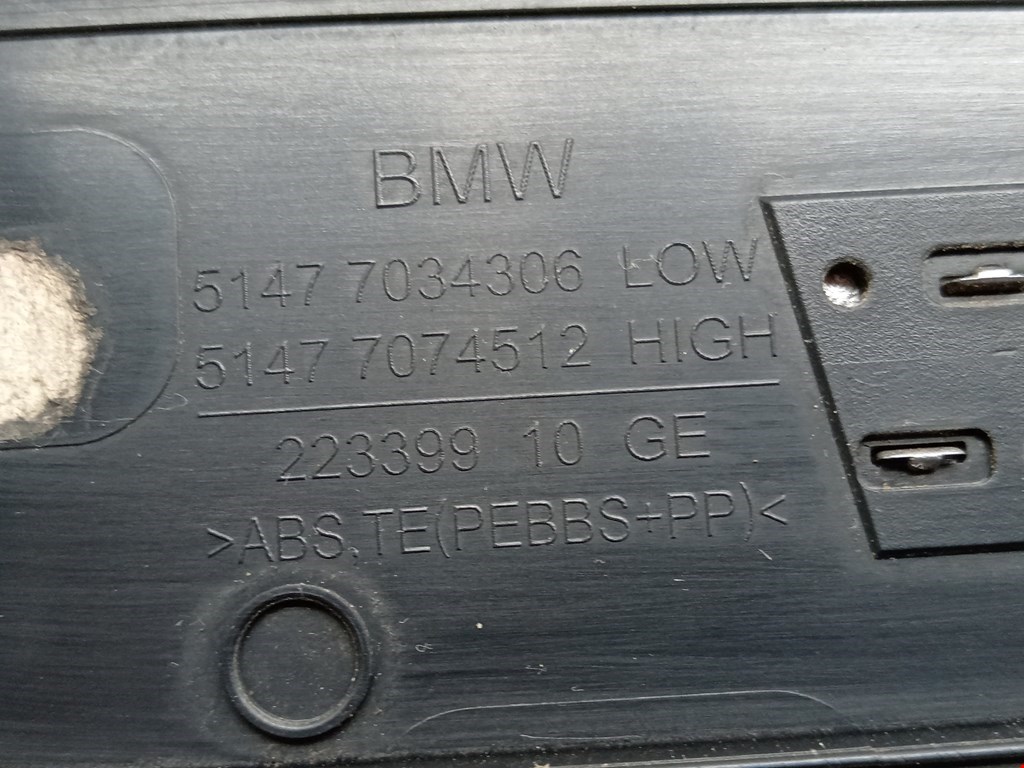 BMW
5147 7034306 LOW
5147 7074512 HIGH
223399 10 GE
>ABS,TE(PEBBS+PP)<